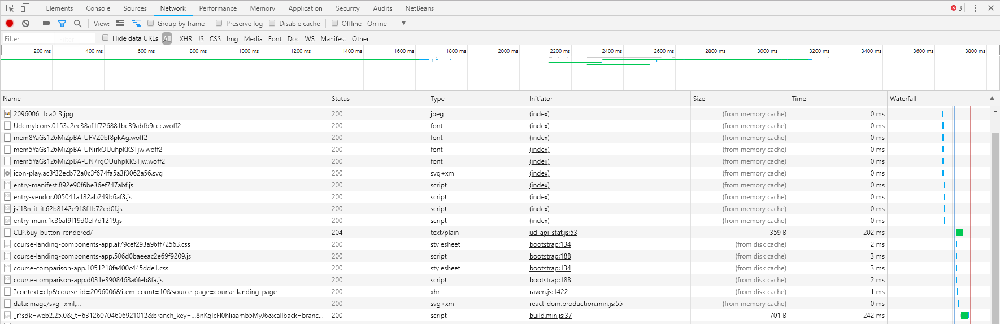 Elements Console Sources Network Performance Memory Application Security Audits NetBeans 3
View: Group by frame Preserve log Disable cache Offline Online
Filter Hide data URLs All XHR JS CSS Img Media Font Doc WS Manifest Other
200 ms 400 ms 600 ms 800 ms 1000 ms 1200 ms 1400 ms 1600 ms 1800 ms 2000 ms 2200 ms 2400 ms 2600 ms 2800 ms 3000 ms 3200 ms 3400 ms 3600 ms 3800 ms
Name Status Type Initiator Size Time Waterfall
2096006_1ca0_3.jpg 200 jpeg (index) (from memory cache) 0 ms
UdemyIcons.0153a2ec38af1f726881be39abfb9cec.woff2 200 font (index) (from memory cache) 0 ms
mem8YaGs126MiZpBA-UFVZ0bf8pkAg.woff2 200 font (index) (from memory cache) 0 ms
mem5YaGs126MiZpBA-UNirkOUuhpKKSTjw.woff2 200 font (index) (from memory cache) 0 ms
mem5YaGs126MiZpBA-UN7rgOUuhpKKSTjw.woff2 200 font (index) (from memory cache) 0 ms
icon-play.ac3f32ecb72a0c3f674fa5a3f3062a56.svg 200 svg+xml (index) (from memory cache) 0 ms
entry-manifest.892e90f6be36ef747abf.js 200 script (index) (from memory cache) 0 ms
entry-vendor.005041a182ab249b6af3.js 200 script (index) (from memory cache) 0 ms
jsi18n-it-it.62b8142e918f1b72ed0f.js 200 script (index) (from memory cache) 0 ms
entry-main.1c36af9f19d0ef7d1219.js 200 script (index) (from memory cache) 0 ms
CLP.buy-button-rendered/ 204 text/plain ud-api-stat.js:53 359 B 202 ms
course-landing-components-app.af79cef293a96ff72563.css 200 stylesheet bootstrap:134 (from disk cache) 2 ms
course-landing-components-app.506d0baeeac2e69f9209.js 200 script bootstrap:188 (from disk cache) 3 ms
course-comparison-app.1051218fa400c445dde1.css 200 stylesheet bootstrap:134 (from disk cache) 3 ms
course-comparison-app.d031e3908468a6feb8fa.js 200 script bootstrap:188 (from disk cache) 2 ms
?context=clp&course_id=2096006&item_count=10&source_page=course_landing_page 200 xhr raven.js:1422 (from disk cache) 1 ms
data:image/svg+xml,... 200 svg+xml react-dom.production.min.js:55 (from memory cache) 0 ms
_r?sdk=web2.25.0&_t=631260704606921012&branch_key=...8nKqIcFI0hIiaamb5MyJ6&callback=branc... 200 script build.min.js:37 701 B 242 ms